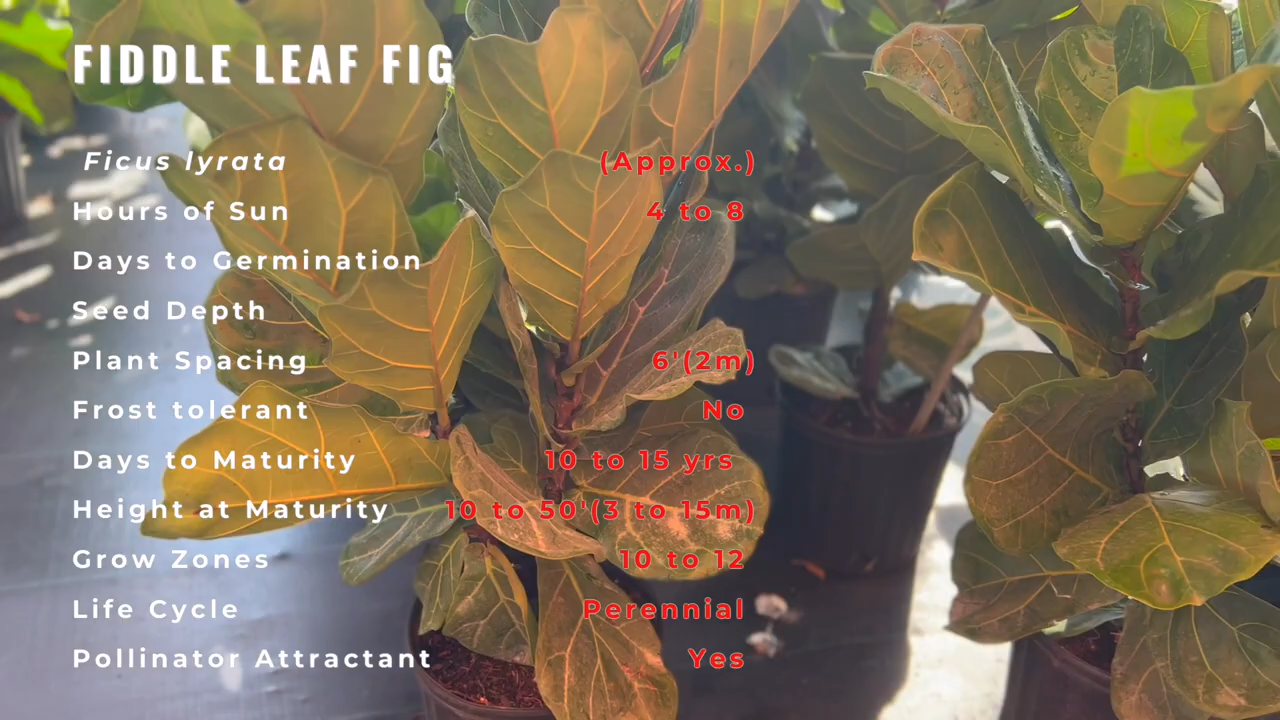 FIDDLE LEAF FIG
Ficus lyrata (Approx.)
Hours of Sun 4 to 8
Days to Germination
Seed Depth
Plant Spacing 6'(2m)
Frost tolerant No
Days to Maturity 10 to 15 yrs
Height at Maturity 10 to 50'(3 to 15m)
Grow Zones 10 to 12
Life Cycle Perennial
Pollinator Attractant Yes